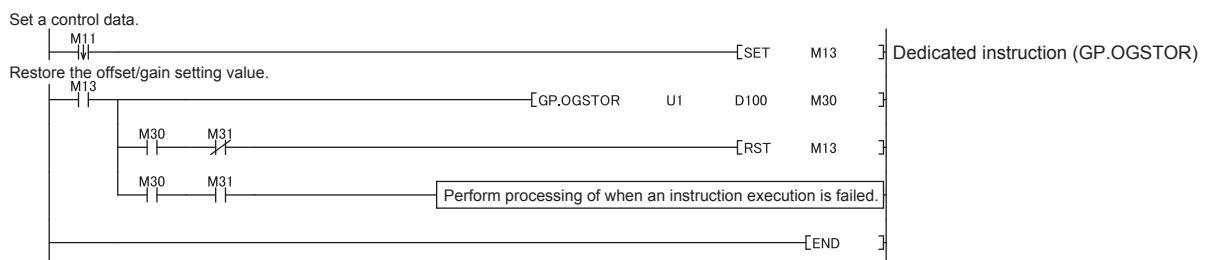 Set a control data.
M11
SET M13 Dedicated instruction (GP.OGSTOR)
Restore the offset/gain setting value.
M13
GP.OGSTOR U1 D100 M30
M30 M31
RST M13
M30 M31
Perform processing of when an instruction execution is failed.
END